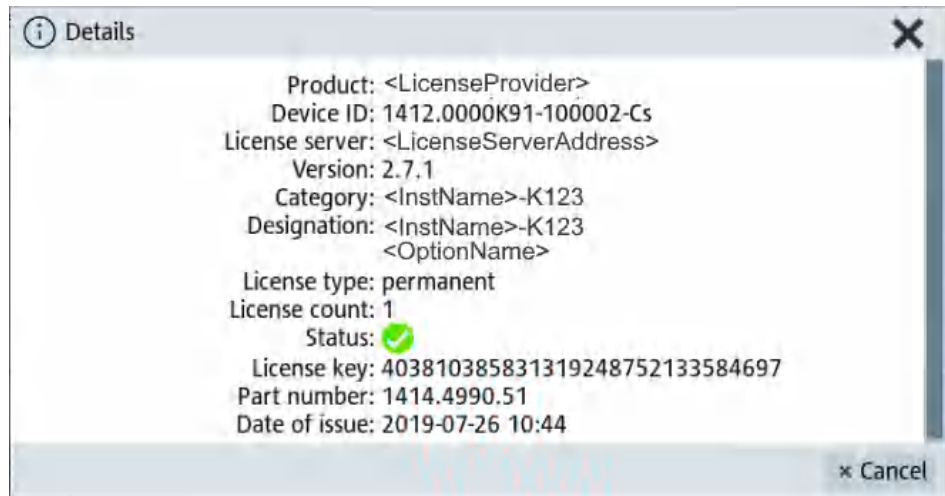 Details
Product: <LicenseProvider>
Device ID: 1412.0000K91-100002-Cs
License server: <LicenseServerAddress>
Version: 2.7.1
Category: <InstName>-K123
Designation: <InstName>-K123
<OptionName>
License type: permanent
License count: 1
Status:
License key: 403810385831319248752133584697
Part number: 1414.4990.51
Date of issue: 2019-07-26 10:44
× Cancel